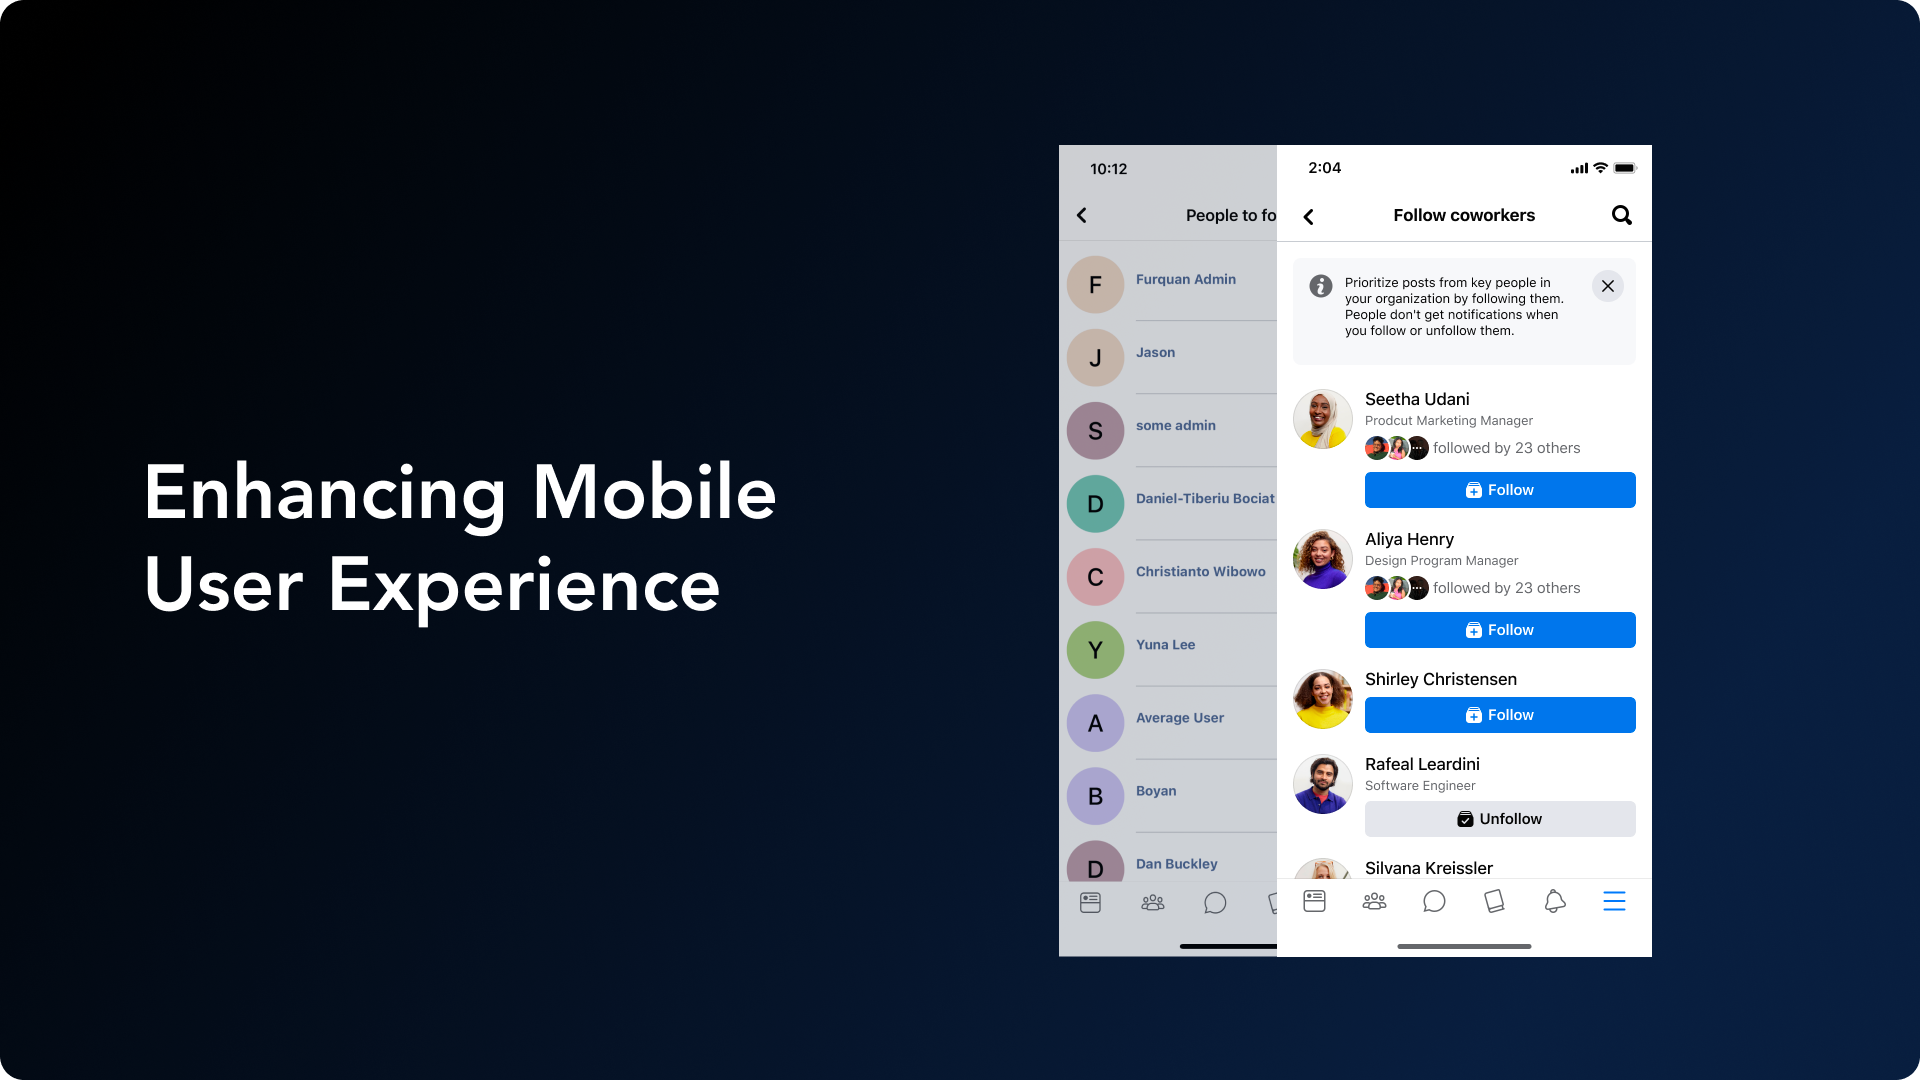 Enhancing Mobile
User Experience
10:12
People to fo
F
Furquan Admin
J
Jason
S
some admin
D
Daniel-Tiberiu Bociat
C
Christianto Wibowo
Y
Yuna Lee
A
Average User
B
Boyan
D
Dan Buckley
2:04
Follow coworkers
Prioritize posts from key people in
your organization by following them.
People don't get notifications when
you follow or unfollow them.
Seetha Udani
Prodcut Marketing Manager
followed by 23 others
Follow
Aliya Henry
Design Program Manager
followed by 23 others
Follow
Shirley Christensen
Follow
Rafeal Leardini
Software Engineer
Unfollow
Silvana Kreissler